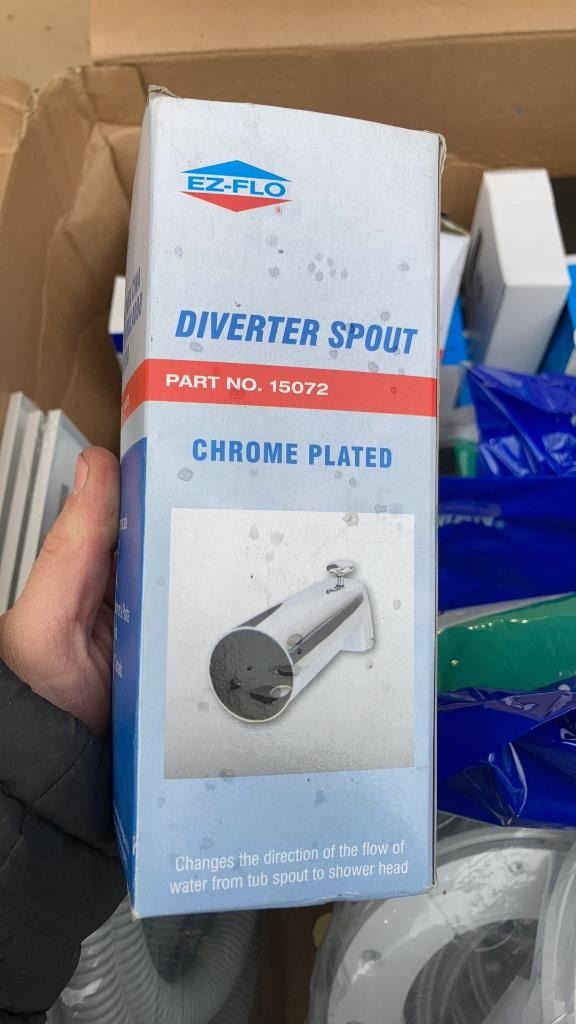 EZ-FLO
®
DIVERTER SPOUT
PART NO. 15072
CHROME PLATED
Changes the direction of the flow of
water from tub spout to shower head